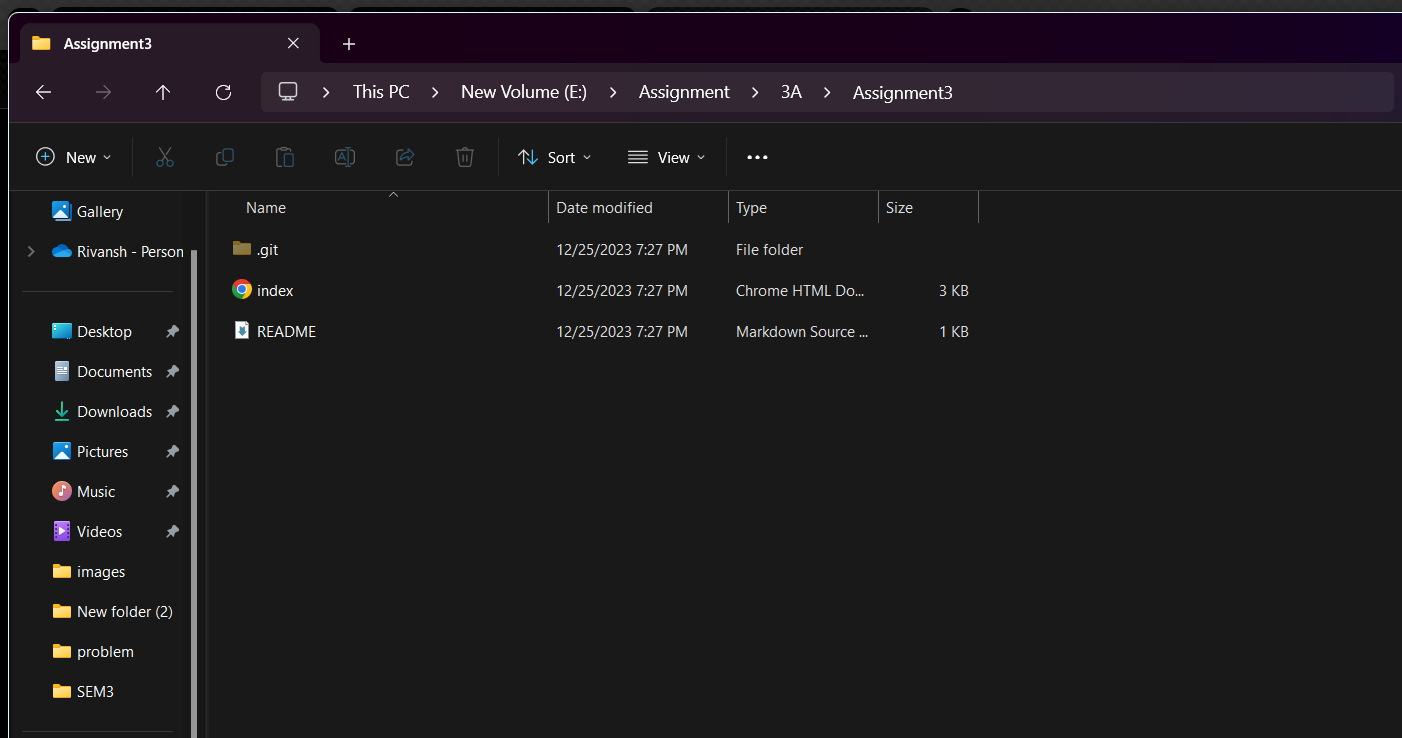 Assignment3
This PC New Volume (E:) Assignment 3A Assignment3
New Sort View
Gallery
Rivansh - Person
Desktop
Documents
Downloads
Pictures
Music
Videos
images
New folder (2)
problem
SEM3
Name Date modified Type Size
.git 12/25/2023 7:27 PM File folder
index 12/25/2023 7:27 PM Chrome HTML Do... 3 KB
README 12/25/2023 7:27 PM Markdown Source ... 1 KB